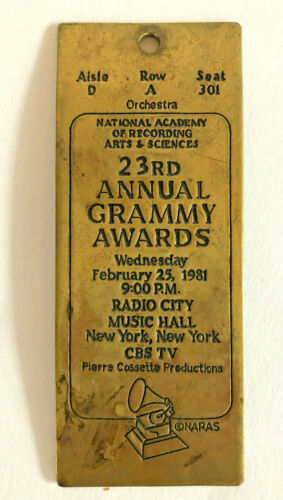 Aisle Row Seat
D A 301
Orchestra
NATIONAL ACADEMY
OF RECORDING
ARTS & SCIENCES
23RD
ANNUAL
GRAMMY
AWARDS
Wednesday
February 25, 1981
9:00 P.M.
RADIO CITY
MUSIC HALL
New York, New York
CBS TV
Pierre Cossette Productions
©NARAS